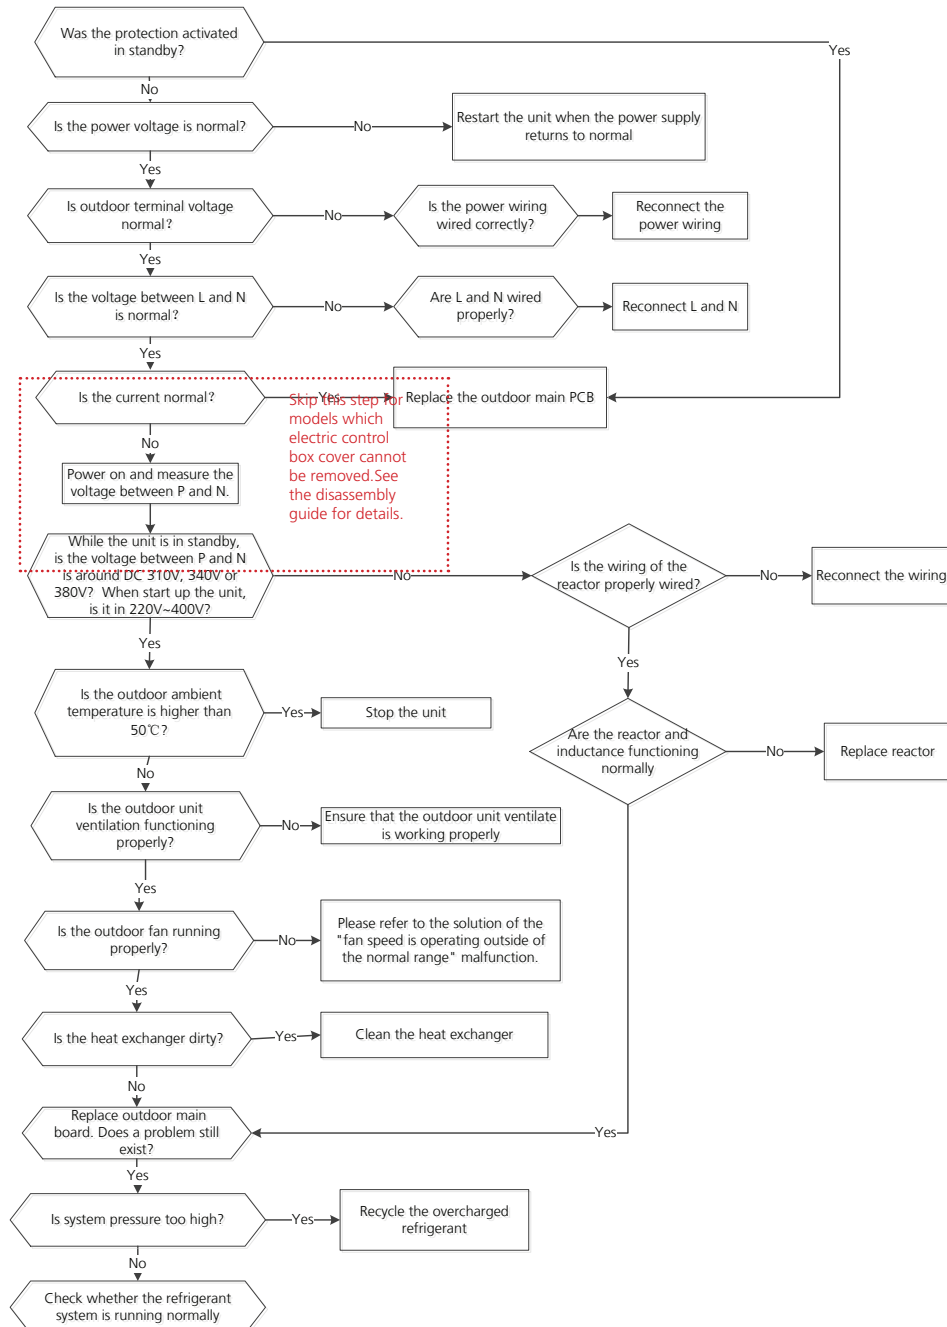 Was the protection activated
in standby?
Yes
No
Is the power voltage is normal?
No
Restart the unit when the power supply
returns to normal
Yes
Is outdoor terminal voltage
normal?
No
Is the power wiring
wired correctly?
Reconnect the
power wiring
Yes
Is the voltage between L and N
is normal?
No
Are L and N wired
properly?
Reconnect L and N
Yes
Is the current normal?
Yes
Replace the outdoor main PCB
Skip this step for
models which
electric control
box cover cannot
be removed.See
the disassembly
guide for details.
No
Power on and measure the
voltage between P and N.
While the unit is in standby,
is the voltage between P and N
is around DC 310V, 340V or
380V? When start up the unit,
is it in 220V~400V?
No
Is the wiring of the
reactor properly wired?
No
Reconnect the wiring
Yes
Yes
Is the outdoor ambient
temperature is higher than
50℃?
Yes
Stop the unit
Are the reactor and
inductance functioning
normally
No
Replace reactor
No
Is the outdoor unit
ventilation functioning
properly?
No
Ensure that the outdoor unit ventilate
is working properly
Yes
Is the outdoor fan running
properly?
No
Please refer to the solution of the
"fan speed is operating outside of
the normal range" malfunction.
Yes
Is the heat exchanger dirty?
Yes
Clean the heat exchanger
No
Replace outdoor main
board. Does a problem still
exist?
Yes
Yes
Is system pressure too high?
Yes
Recycle the overcharged
refrigerant
No
Check whether the refrigerant
system is running normally